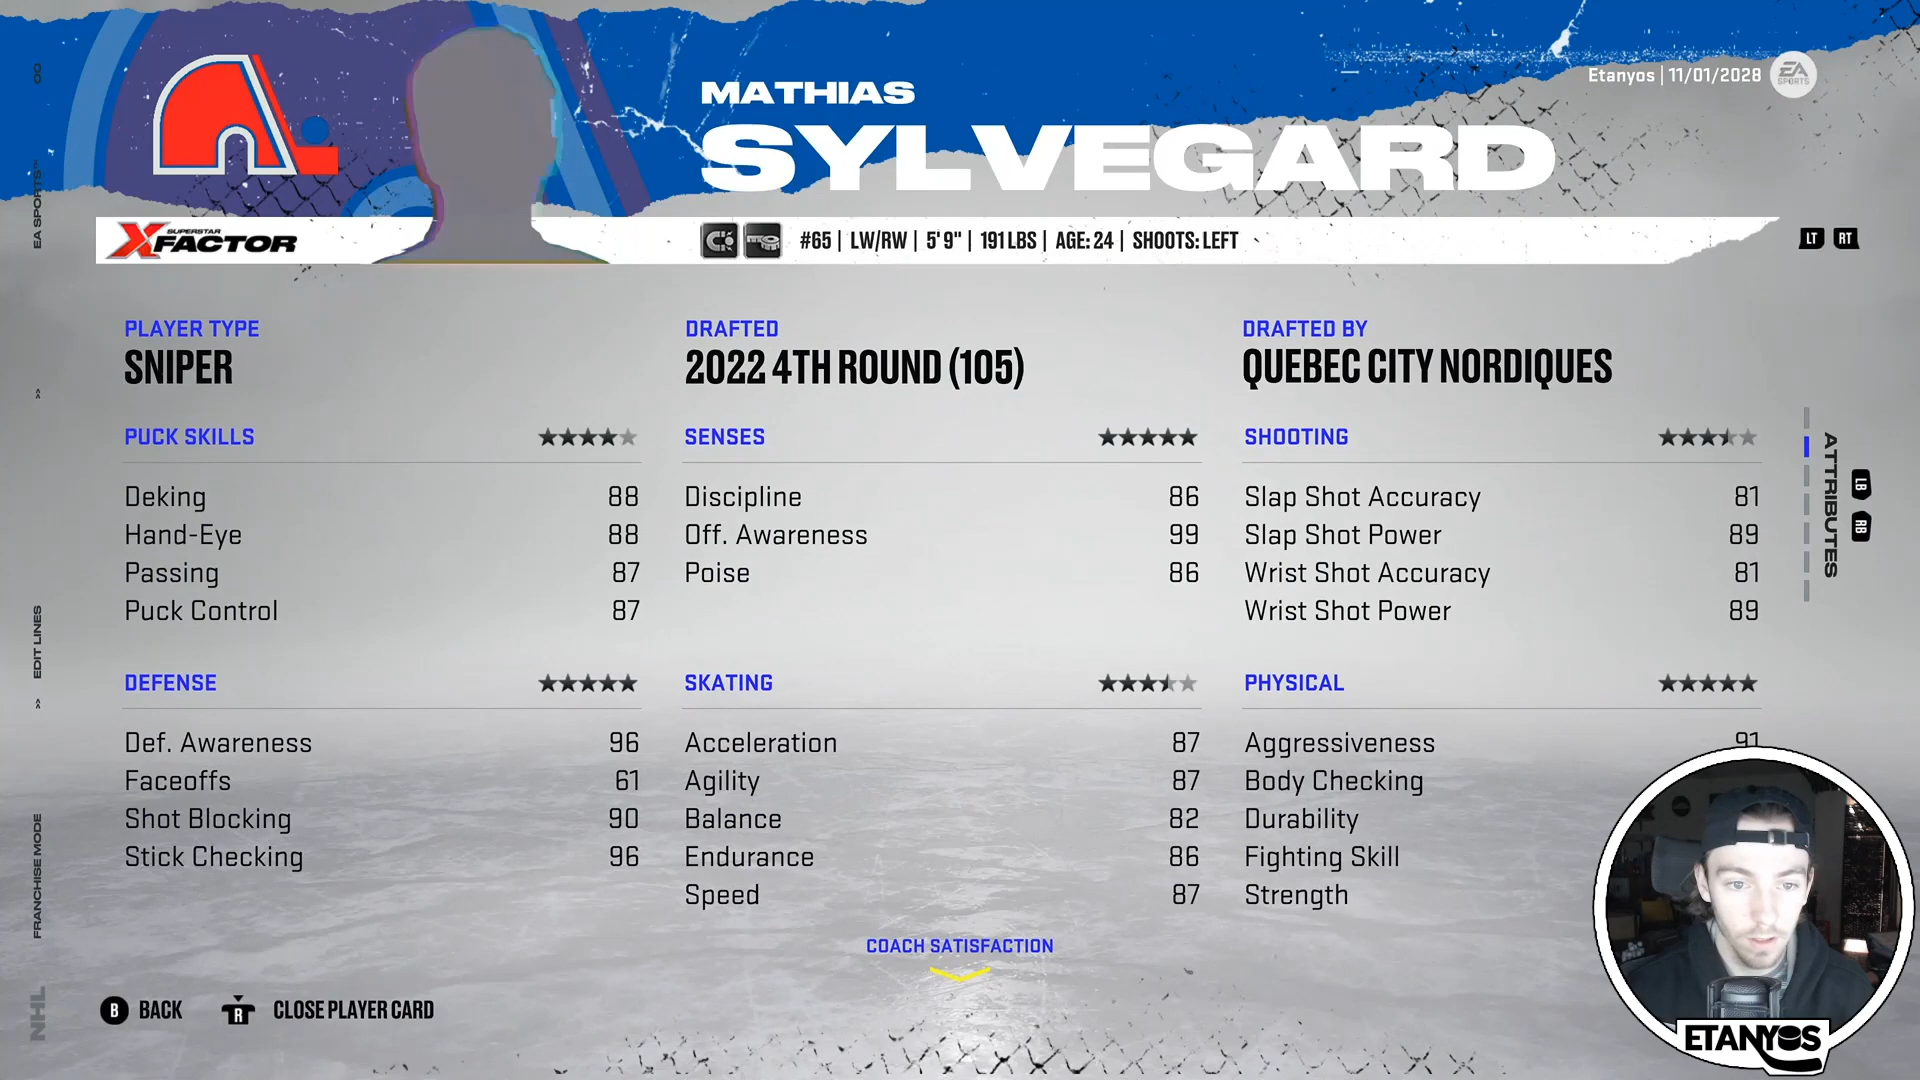 MATHIAS
SYLVEGARD
Etanyos | 11/01/2028
EA SPORTS
SUPERSTAR
XFACTOR
#65 | LW/RW | 5' 9" | 191 LBS | AGE: 24 | SHOOTS: LEFT
LT RT
PLAYER TYPE
SNIPER
DRAFTED
2022 4TH ROUND (105)
DRAFTED BY
QUEBEC CITY NORDIQUES
PUCK SKILLS
Deking 88
Hand-Eye 88
Passing 87
Puck Control 87
SENSES
Discipline 86
Off. Awareness 99
Poise 86
SHOOTING
Slap Shot Accuracy 81
Slap Shot Power 89
Wrist Shot Accuracy 81
Wrist Shot Power 89
DEFENSE
Def. Awareness 96
Faceoffs 61
Shot Blocking 90
Stick Checking 96
SKATING
Acceleration 87
Agility 87
Balance 82
Endurance 86
Speed 87
PHYSICAL
Aggressiveness 91
Body Checking
Durability
Fighting Skill
Strength
COACH SATISFACTION
B BACK
R CLOSE PLAYER CARD
ATTRIBUTES
LB
RB
EA SPORTS™
EDIT LINES
FRANCHISE MODE
NHL
ETANYOS